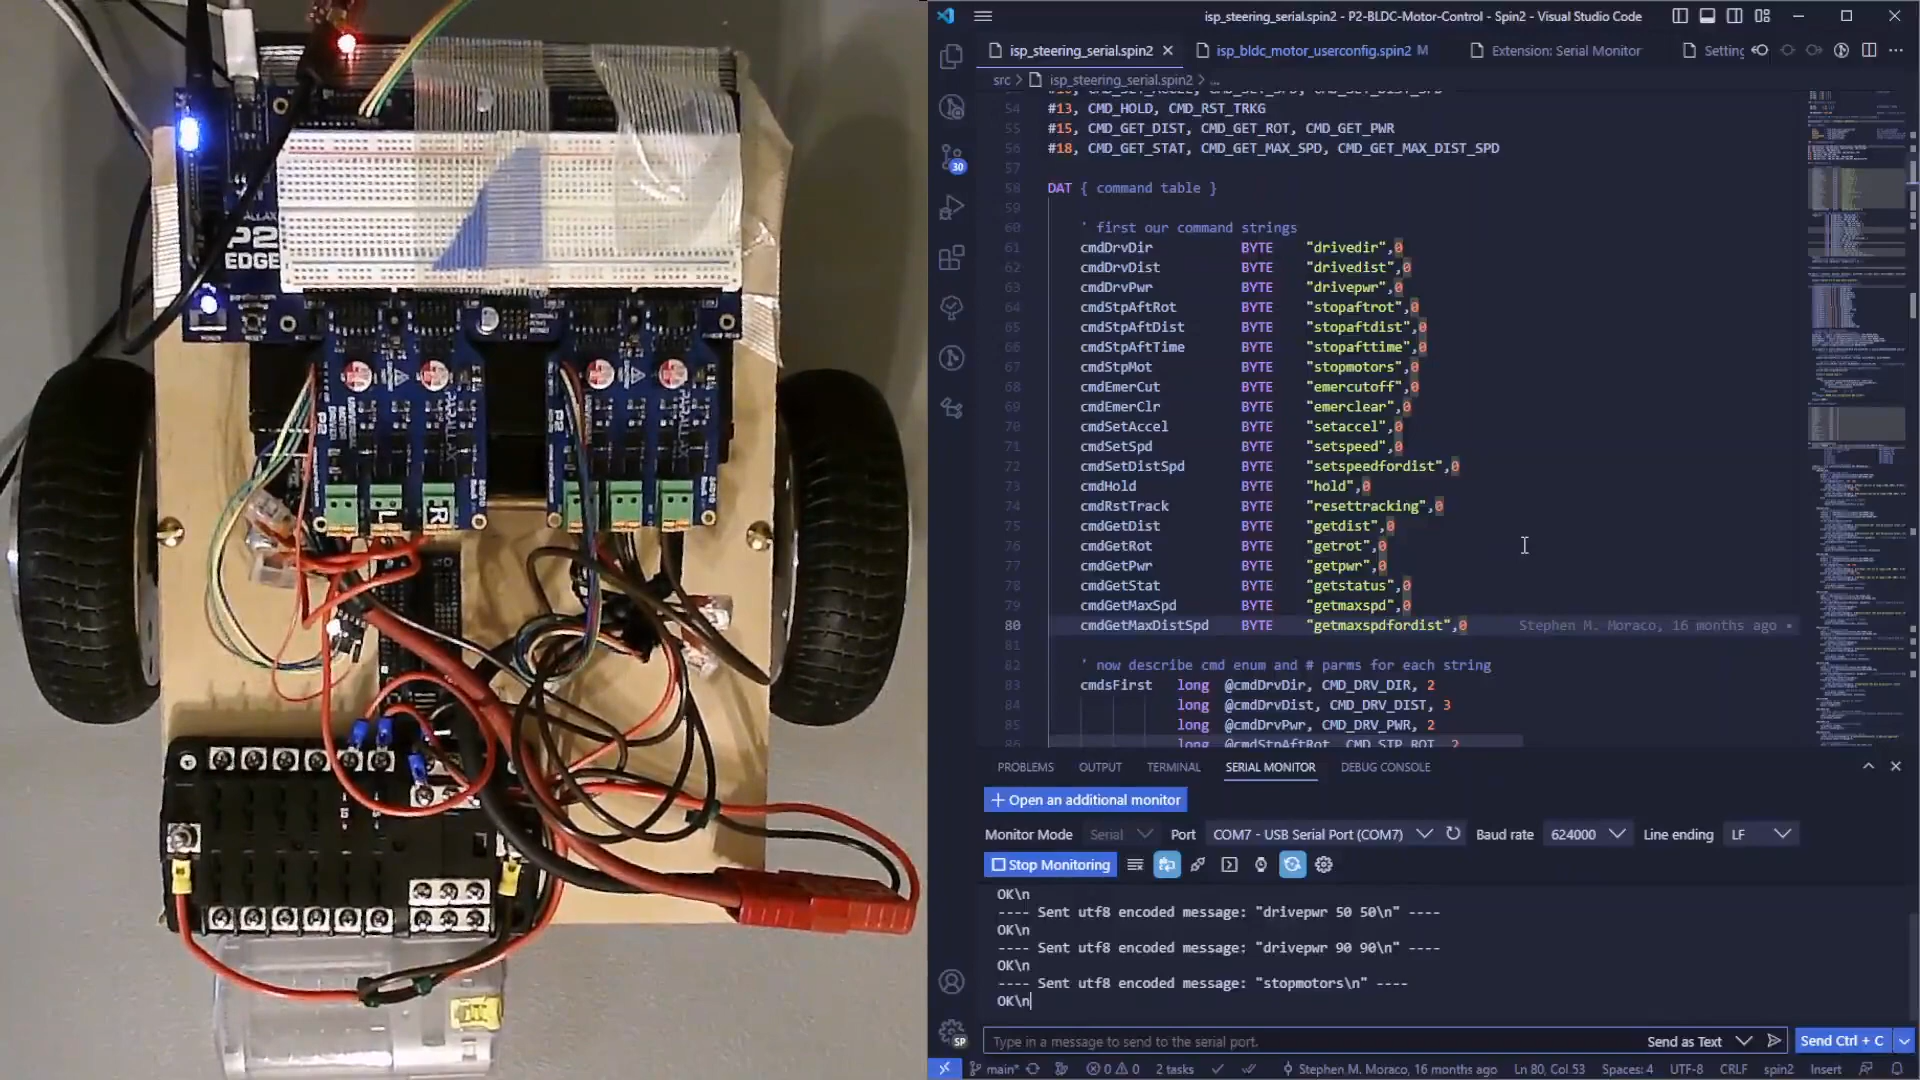 P2
EDGE
L
R
isp_steering_serial.spin2 - P2-BLDC-Motor-Control - Spin2 - Visual Studio Code
isp_steering_serial.spin2
isp_bldc_motor_userconfig.spin2 M
Extension: Serial Monitor
src > isp_steering_serial.spin2 > ...
54 #13, CMD_HOLD, CMD_RST_TRKG
55 #15, CMD_GET_DIST, CMD_GET_ROT, CMD_GET_PWR
56 #18, CMD_GET_STAT, CMD_GET_MAX_SPD, CMD_GET_MAX_DIST_SPD
57
58 DAT { command table }
59
60 ' first our command strings
61 cmdDrvDir BYTE "drivedir",0
62 cmdDrvDist BYTE "drivedist",0
63 cmdDrvPwr BYTE "drivepwr",0
64 cmdStpAftRot BYTE "stopaftrot",0
65 cmdStpAftDist BYTE "stopaftdist",0
66 cmdStpAftTime BYTE "stopafttime",0
67 cmdStpMot BYTE "stopmotors",0
68 cmdEmerCut BYTE "emercutoff",0
69 cmdEmerClr BYTE "emerclear",0
70 cmdSetAccel BYTE "setaccel",0
71 cmdSetSpd BYTE "setspeed",0
72 cmdSetDistSpd BYTE "setspeedfordist",0
73 cmdHold BYTE "hold",0
74 cmdRstTrack BYTE "resettracking",0
75 cmdGetDist BYTE "getdist",0
76 cmdGetRot BYTE "getrot",0
77 cmdGetPwr BYTE "getpwr",0
78 cmdGetStat BYTE "getstatus",0
79 cmdGetMaxSpd BYTE "getmaxspd",0
80 cmdGetMaxDistSpd BYTE "getmaxspdfordist",0 Stephen M. Moraco, 16 months ago •
81
82 ' now describe cmd enum and # parms for each string
83 cmdsFirst long @cmdDrvDir, CMD_DRV_DIR, 2
84 long @cmdDrvDist, CMD_DRV_DIST, 3
85 long @cmdDrvPwr, CMD_DRV_PWR, 2
86 long @cmdStpAftRot, CMD_STP_ROT, 2
30
PROBLEMS OUTPUT TERMINAL SERIAL MONITOR DEBUG CONSOLE
+ Open an additional monitor
Monitor Mode Serial Port COM7 - USB Serial Port (COM7) Baud rate 624000 Line ending LF
Stop Monitoring
OK\n
---- Sent utf8 encoded message: "drivepwr 50 50\n" ----
OK\n
---- Sent utf8 encoded message: "drivepwr 90 90\n" ----
OK\n
---- Sent utf8 encoded message: "stopmotors\n" ----
OK\n
Type in a message to send to the serial port. Send as Text Send Ctrl + C
SP
main* 0 0 2 tasks Stephen M. Moraco, 16 months ago Ln 80, Col 53 Spaces: 4 UTF-8 CRLF spin2 Insert